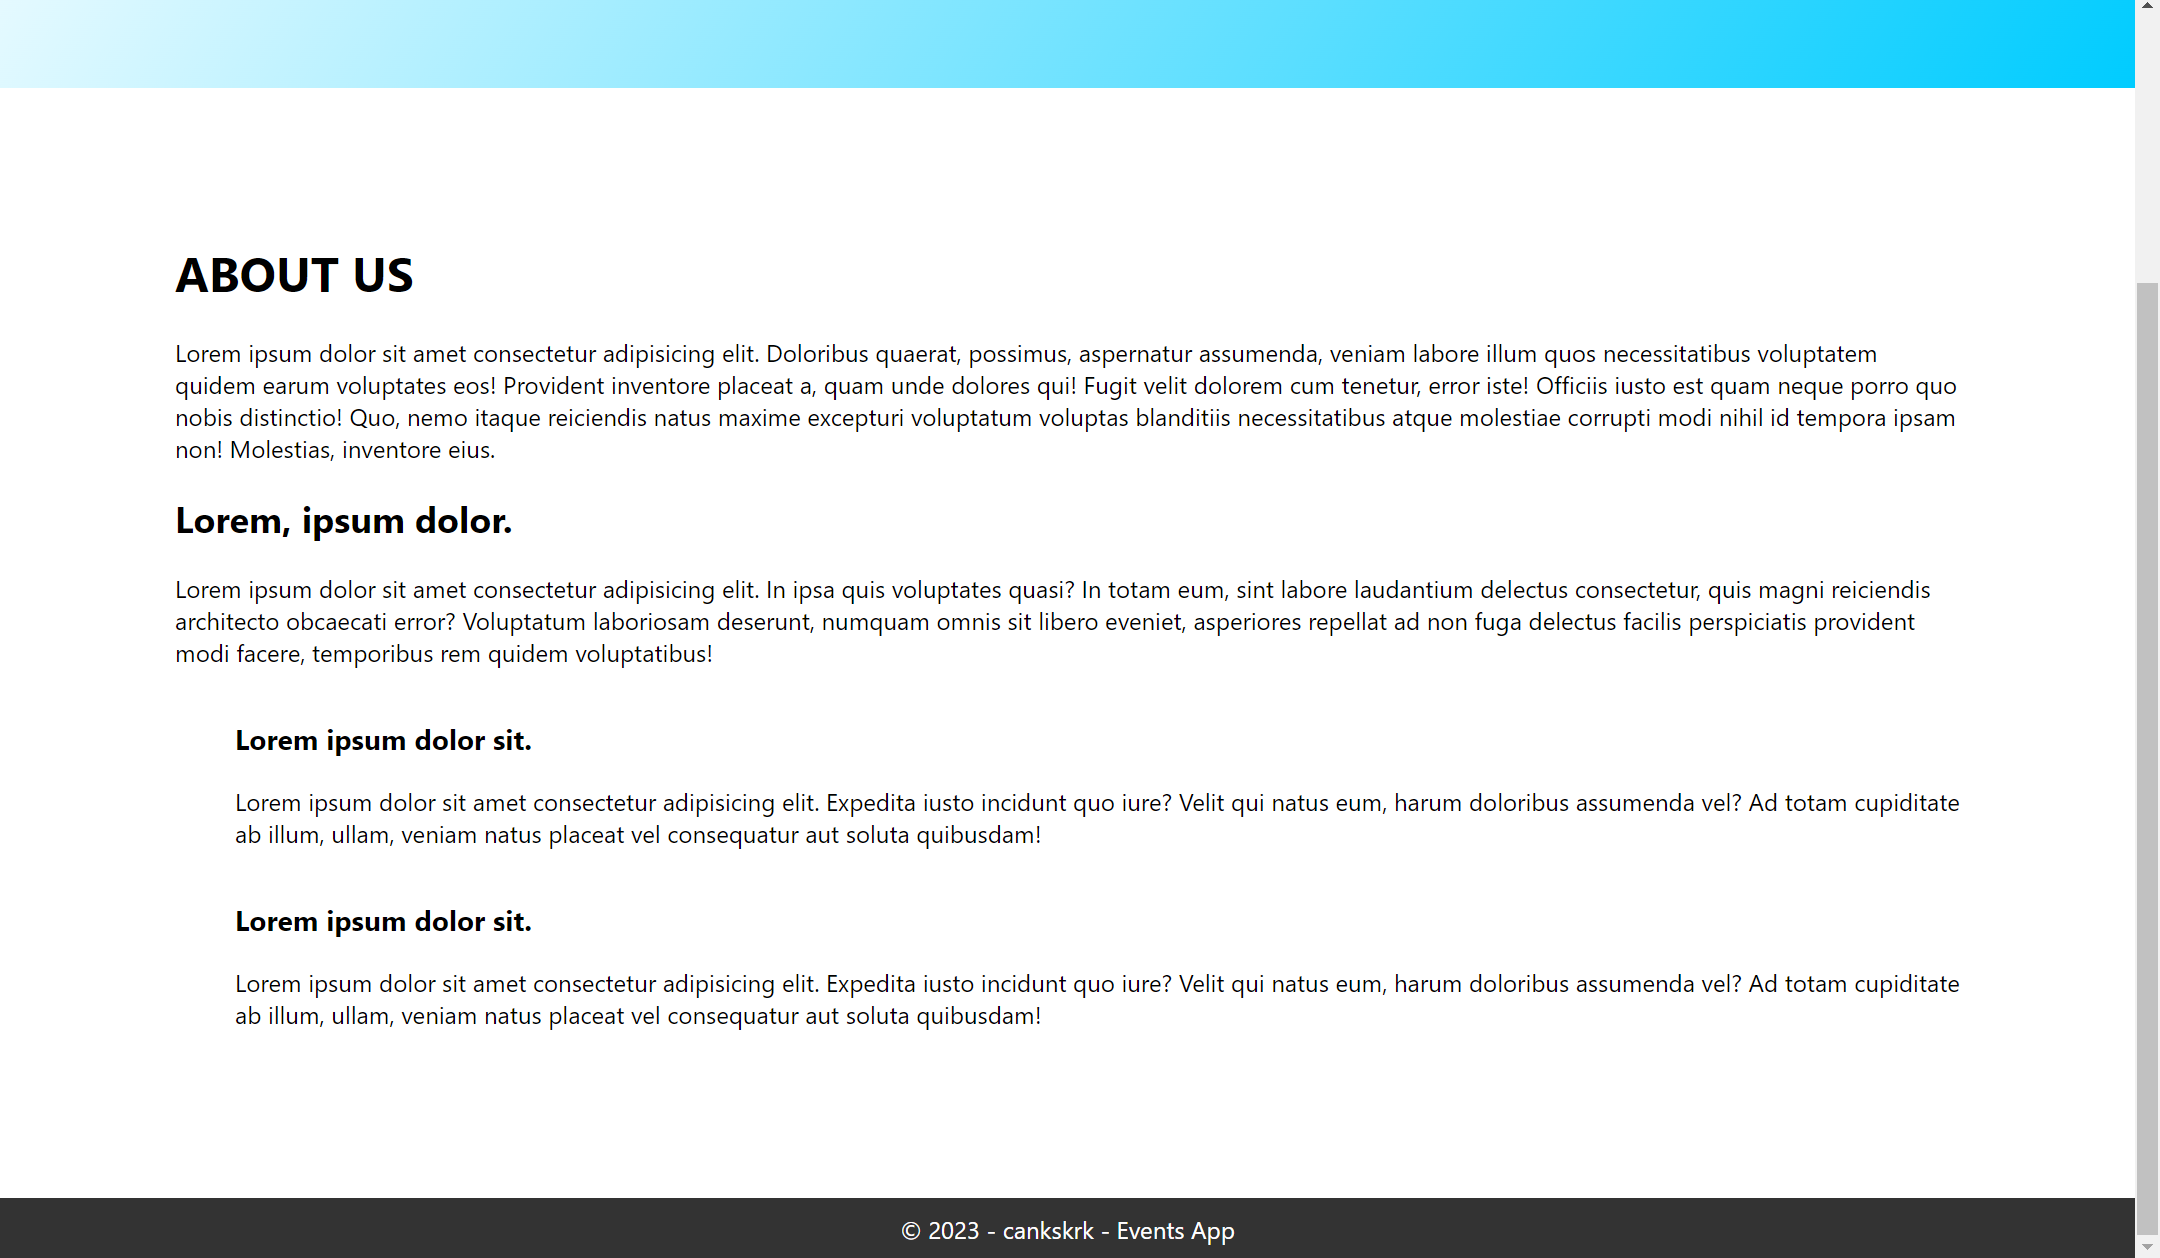 ABOUT US
Lorem ipsum dolor sit amet consectetur adipisicing elit. Doloribus quaerat, possimus, aspernatur assumenda, veniam labore illum quos necessitatibus voluptatem
quidem earum voluptates eos! Provident inventore placeat a, quam unde dolores qui! Fugit velit dolorem cum tenetur, error iste! Officiis iusto est quam neque porro quo
nobis distinctio! Quo, nemo itaque reiciendis natus maxime excepturi voluptatum voluptas blanditiis necessitatibus atque molestiae corrupti modi nihil id tempora ipsam
non! Molestias, inventore eius.
Lorem, ipsum dolor.
Lorem ipsum dolor sit amet consectetur adipisicing elit. In ipsa quis voluptates quasi? In totam eum, sint labore laudantium delectus consectetur, quis magni reiciendis
architecto obcaecati error? Voluptatum laboriosam deserunt, numquam omnis sit libero eveniet, asperiores repellat ad non fuga delectus facilis perspiciatis provident
modi facere, temporibus rem quidem voluptatibus!
Lorem ipsum dolor sit.
Lorem ipsum dolor sit amet consectetur adipisicing elit. Expedita iusto incidunt quo iure? Velit qui natus eum, harum doloribus assumenda vel? Ad totam cupiditate
ab illum, ullam, veniam natus placeat vel consequatur aut soluta quibusdam!
Lorem ipsum dolor sit.
Lorem ipsum dolor sit amet consectetur adipisicing elit. Expedita iusto incidunt quo iure? Velit qui natus eum, harum doloribus assumenda vel? Ad totam cupiditate
ab illum, ullam, veniam natus placeat vel consequatur aut soluta quibusdam!
© 2023 - cankskrk - Events App